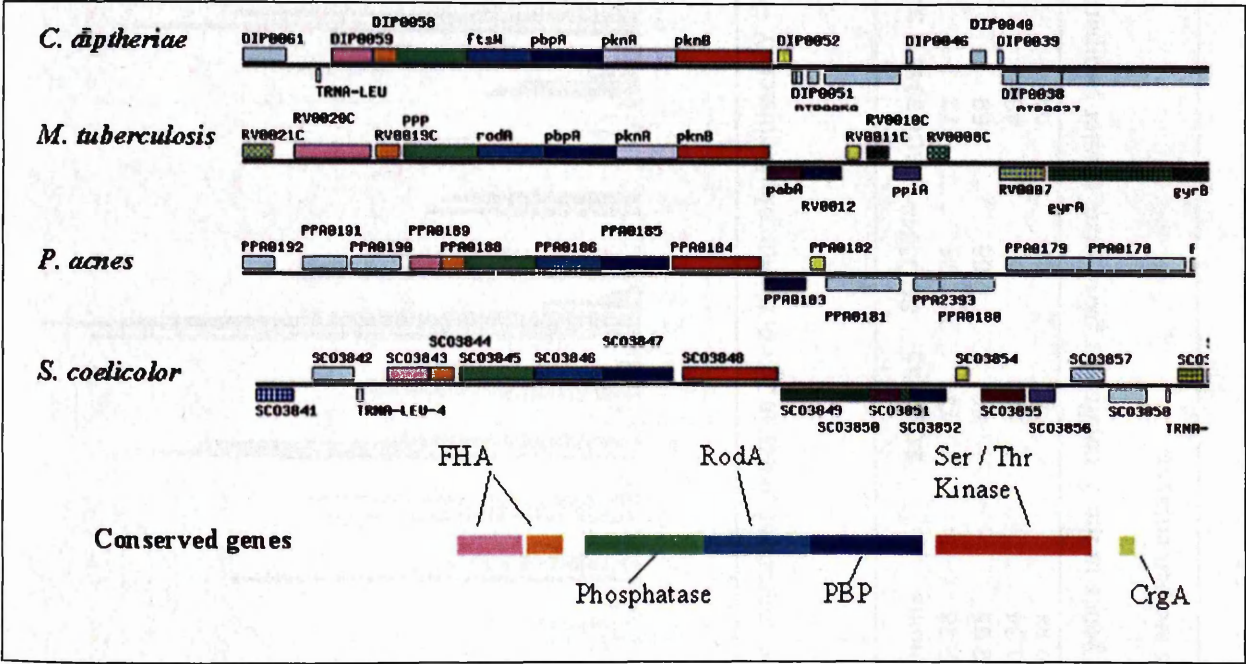 DIP0058
C. diptheriae DIP0061 DIP0059 ftsW pbpA pknA pknB DIP0052 DIP0046 DIP0040 DIP0039
TRNA-LEU DIP0051 DIP0038
M. tuberculosis RV0021C RV0020C RV0019C ppp rodA pbpA pknA pknB RV0011C RV0010C RV0008C
pabA RV0012 ppiA RV0007 gyrA gyrB
P. acnes PPA0192 PPA0191 PPA0190 PPA0189 PPA0188 PPA0186 PPA0185 PPA0184 PPA0182 PPA0179 PPA0178
PPA0183 PPA0181 PPA2393 PPA0180
S. coelicolor SCO3842 SCO3843 SCO3844 SCO3845 SCO3846 SCO3847 SCO3848 SCO3854 SCO3857
SCO3841 TRNA-LEU-4 SCO3849 SCO3850 SCO3851 SCO3852 SCO3855 SCO3856 SCO3858 TRNA-
FHA RodA Ser / Thr
Kinase
Conserved genes
Phosphatase PBP CrgA